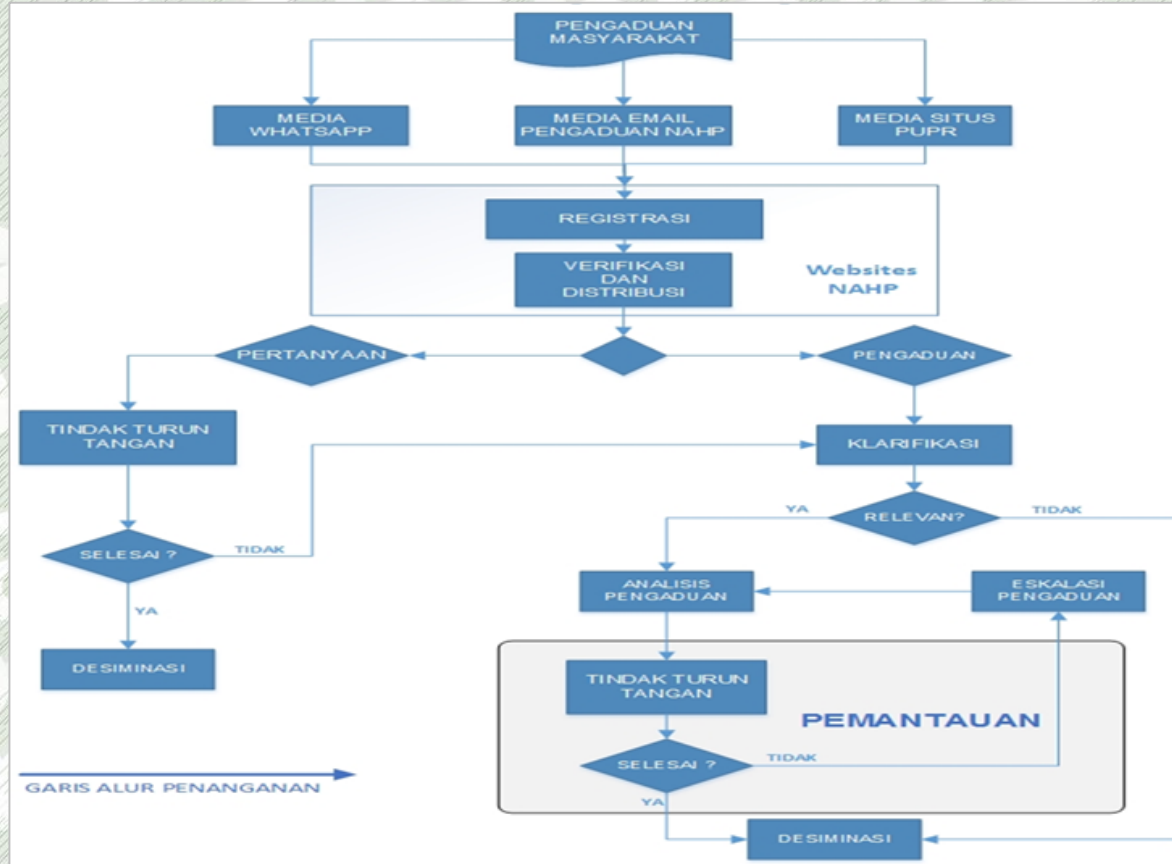 PENGADUAN
MASYARAKAT
MEDIA
WHATSAPP
MEDIA EMAIL
PENGADUAN NAHP
MEDIA SITUS
PUPR
REGISTRASI
VERIFIKASI
DAN
DISTRIBUSI
Websites
NAHP
PERTANYAAN
PENGADUAN
TINDAK TURUN
TANGAN
KLARIFIKASI
YA
RELEVAN?
TIDAK
SELESAI ?
TIDAK
YA
ANALISIS
PENGADUAN
ESKALASI
PENGADUAN
DESIMINASI
TINDAK TURUN
TANGAN
PEMANTAUAN
SELESAI ?
TIDAK
YA
GARIS ALUR PENANGANAN
DESIMINASI